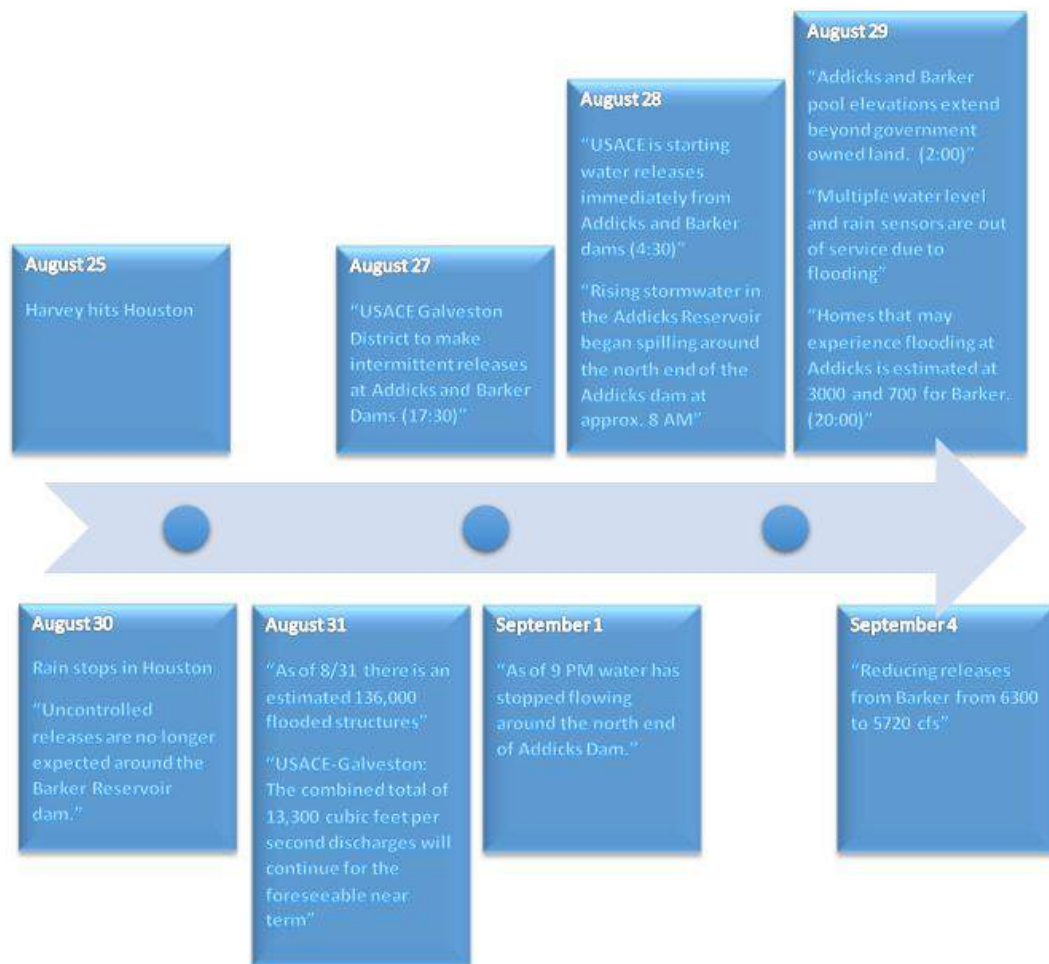 August 25
Harvey hits Houston
August 27
“USACE Galveston
District to make
intermittent releases
at Addicks and Barker
Dams (17:30)”
August 28
“USACE is starting
water releases
immediately from
Addicks and Barker
dams (4:30)”
“Rising stormwater in
the Addicks Reservoir
began spilling around
the north end of the
Addicks dam at
approx. 8 AM”
August 29
“Addicks and Barker
pool elevations extend
beyond government
owned land.  (2:00)”
“Multiple water level
and rain sensors are out
of service due to
flooding”
“Homes that may
experience flooding at
Addicks is estimated at
3000 and 700 for Barker.
(20:00)”
August 30
Rain stops in Houston
“Uncontrolled
releases are no longer
expected around the
Barker Reservoir
dam.”
August 31
“As of 8/31 there is an
estimated 136,000
flooded structures”
“USACE-Galveston:
The combined total of
13,300 cubic feet per
second discharges will
continue for the
foreseeable near
term”
September 1
“As of 9 PM water has
stopped flowing
around the north end
of Addicks Dam.”
September 4
“Reducing releases
from Barker from 6300
to 5720 cfs”